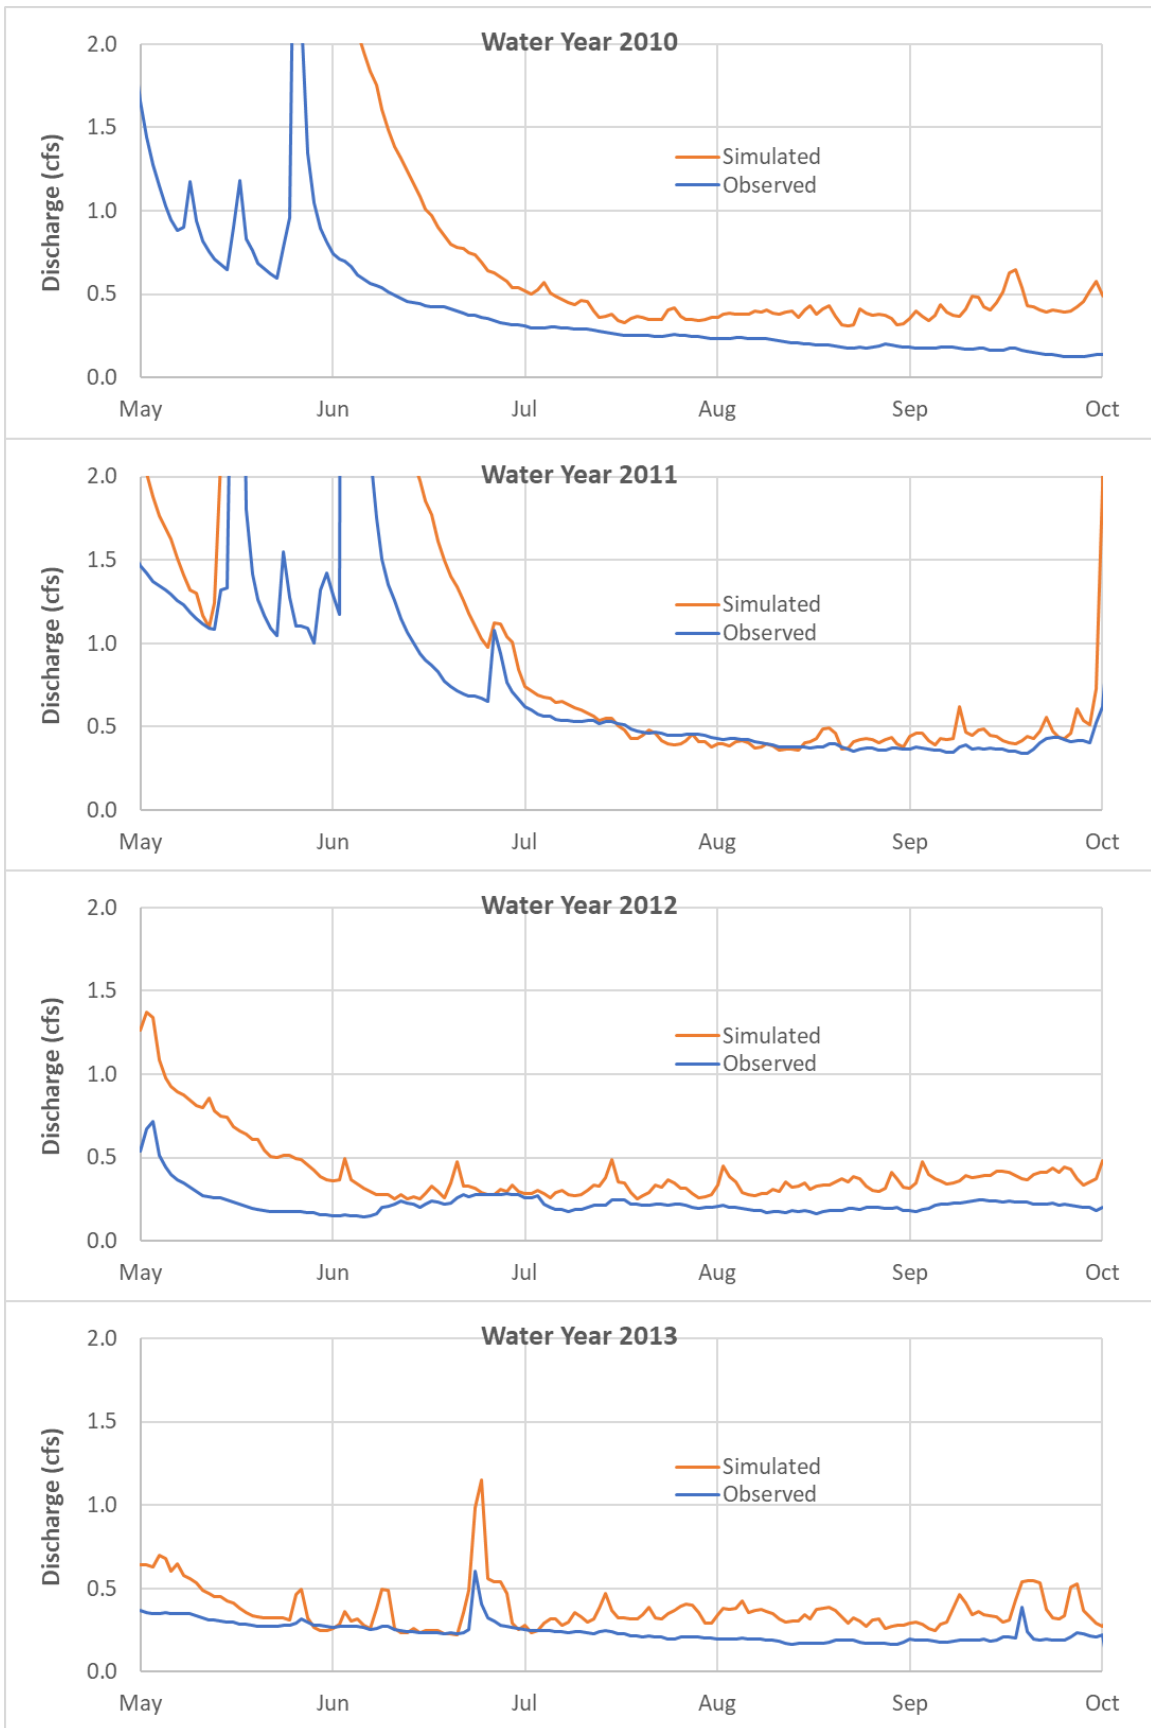 Water Year 2010
Discharge (cfs)
2.0
1.5
1.0
0.5
0.0
Simulated
Observed
May Jun Jul Aug Sep Oct
Water Year 2011
Discharge (cfs)
2.0
1.5
1.0
0.5
0.0
Simulated
Observed
May Jun Jul Aug Sep Oct
Water Year 2012
Discharge (cfs)
2.0
1.5
1.0
0.5
0.0
Simulated
Observed
May Jun Jul Aug Sep Oct
Water Year 2013
Discharge (cfs)
2.0
1.5
1.0
0.5
0.0
Simulated
Observed
May Jun Jul Aug Sep Oct